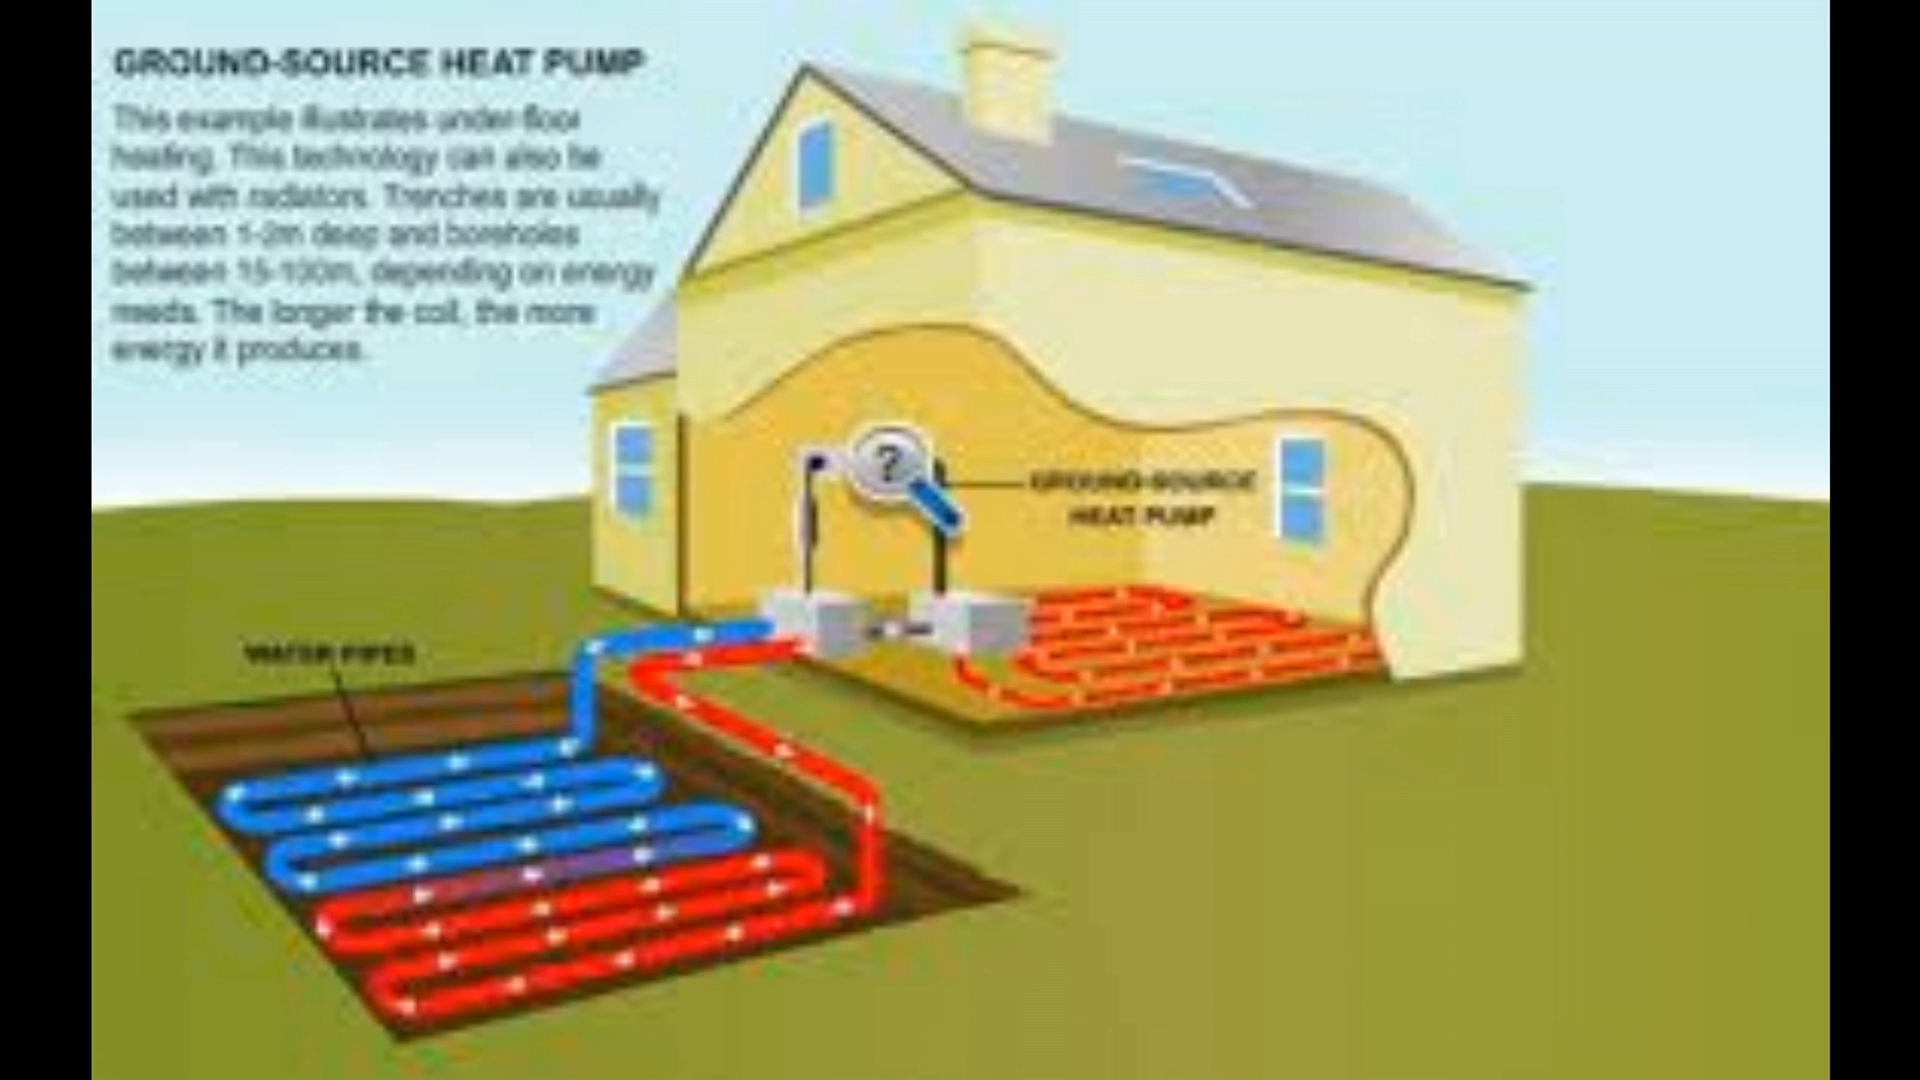 GROUND-SOURCE HEAT PUMP
This example illustrates under-floor
heating. This technology can also be
used with radiators. Trenches are usually
between 1-2m deep and boreholes
between 15-100m, depending on energy
needs. The longer the coil, the more
energy it produces.
?
GROUND-SOURCE
HEAT PUMP
WATER PIPES